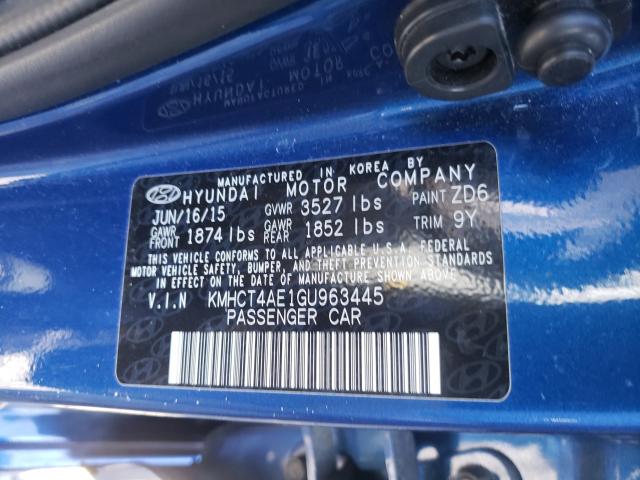 MANUFACTURED IN KOREA BY
HYUNDAI MOTOR COMPANY
JUN/16/15 GVWR 3527 lbs PAINT ZD6
GAWR FRONT 1874 lbs GAWR REAR 1852 lbs TRIM 9Y
THIS VEHICLE CONFORMS TO ALL APPLICABLE U.S.A. FEDERAL
MOTOR VEHICLE SAFETY, BUMPER, AND THEFT PREVENTION STANDARDS
IN EFFECT ON THE DATE OF MANUFACTURE SHOWN ABOVE.
V.I.N KMHCT4AE1GU963445
PASSENGER CAR